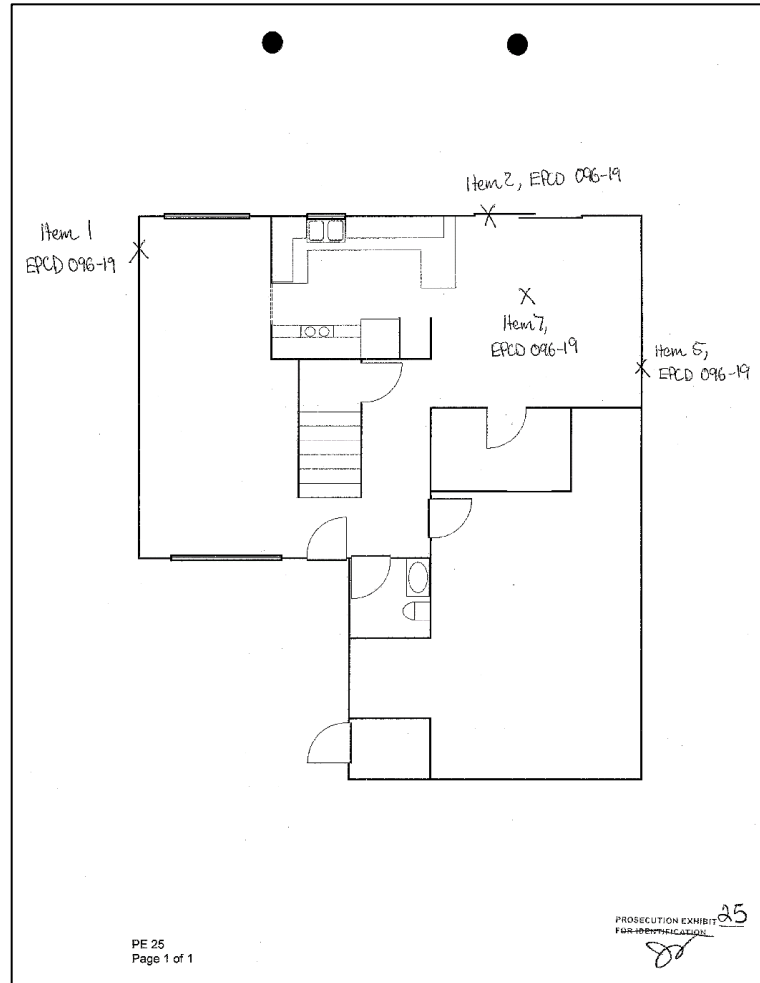 Item 2, EPCD 096-19
Item 1
EPCD 096-19
Item 7,
EPCD 096-19
Item 5,
EPCD 096-19
PROSECUTION EXHIBIT 25
FOR IDENTIFICATION
PE 25
Page 1 of 1